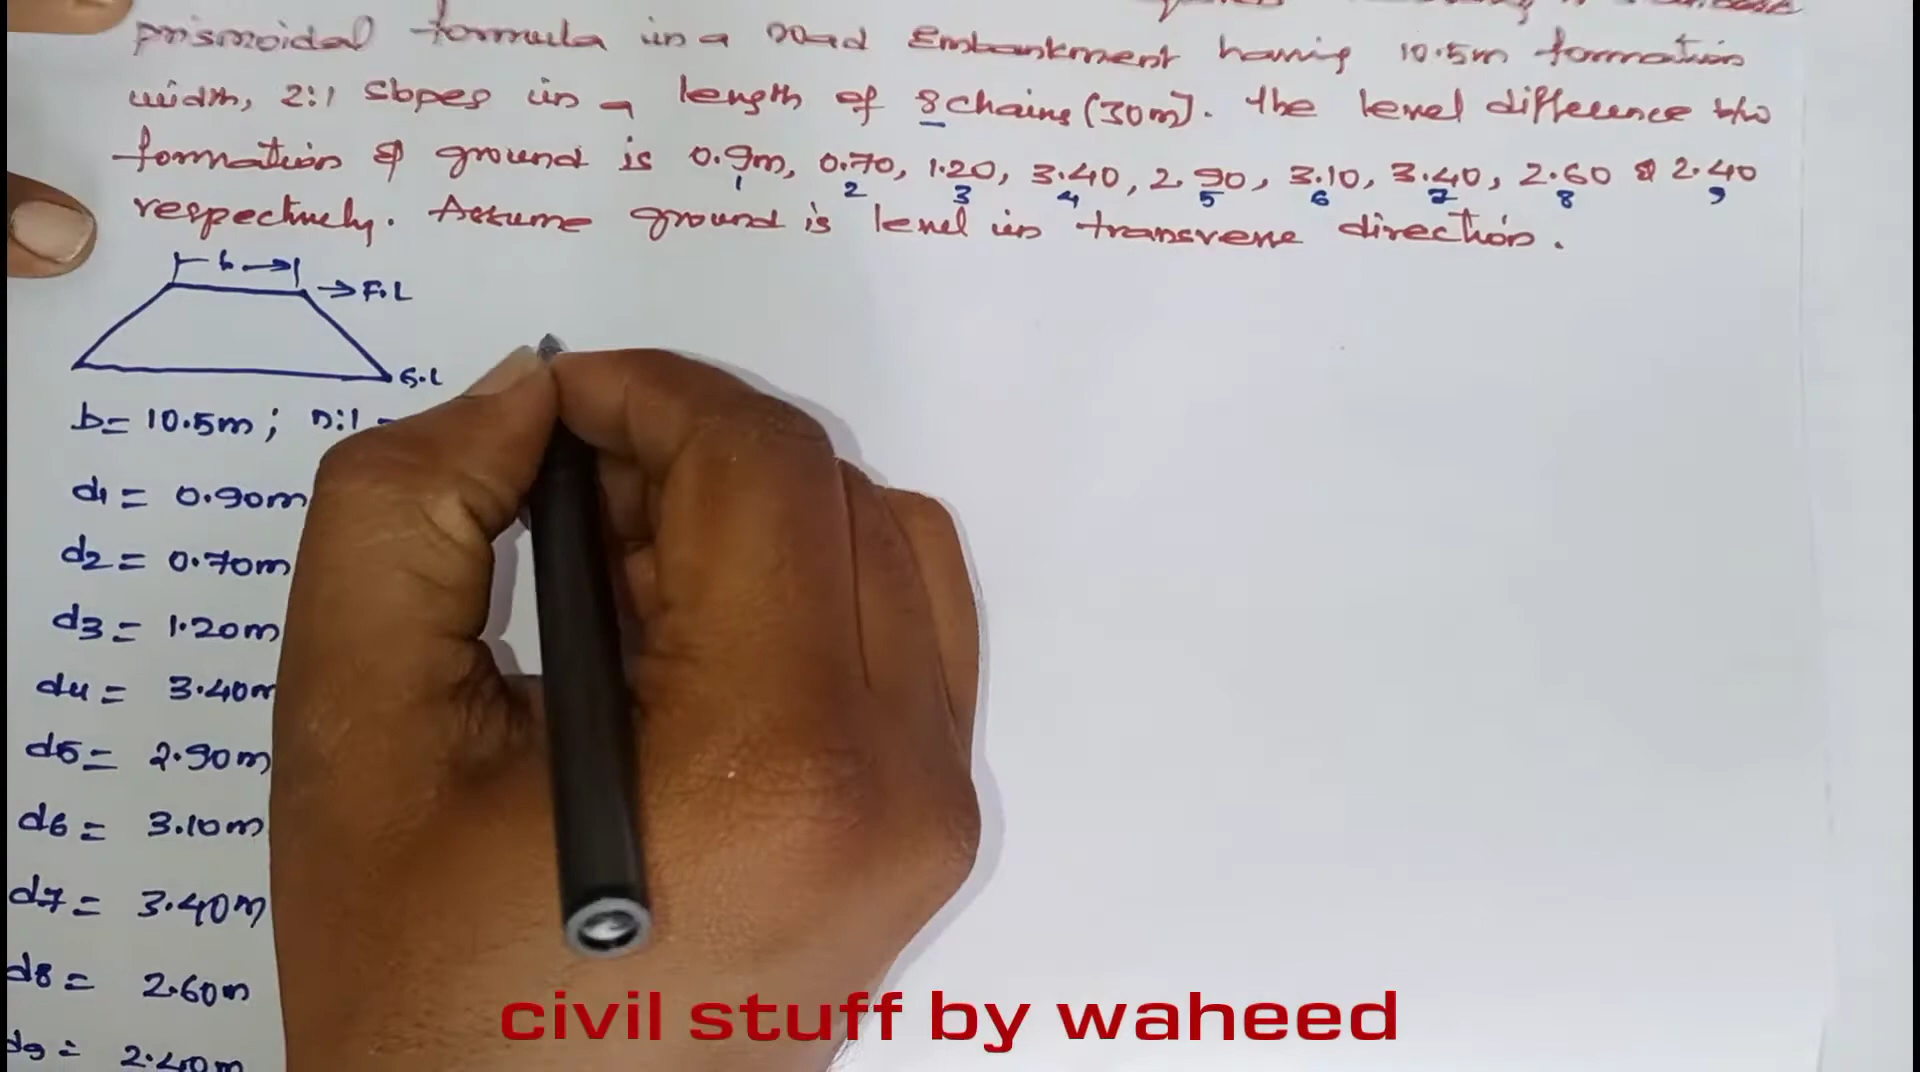 prismoidal formula in a road Embankment having 10.5m formation
width, 2:1 slopes in a length of 8 chains (30m). The level difference b/w
formation & ground is 0.9m, 0.70, 1.20, 3.40, 2.90, 3.10, 3.40, 2.60 & 2.40
1 2 3 4 5 6 7 8 9
respectively. Assume ground is level in transverse direction.
b
F.L
G.L
b = 10.5m; n:1 =
d1 = 0.90m
d2 = 0.70m
d3 = 1.20m
d4 = 3.40m
d5 = 2.90m
d6 = 3.10m
d7 = 3.40m
d8 = 2.60m
d9 = 2.40m
civil stuff by waheed